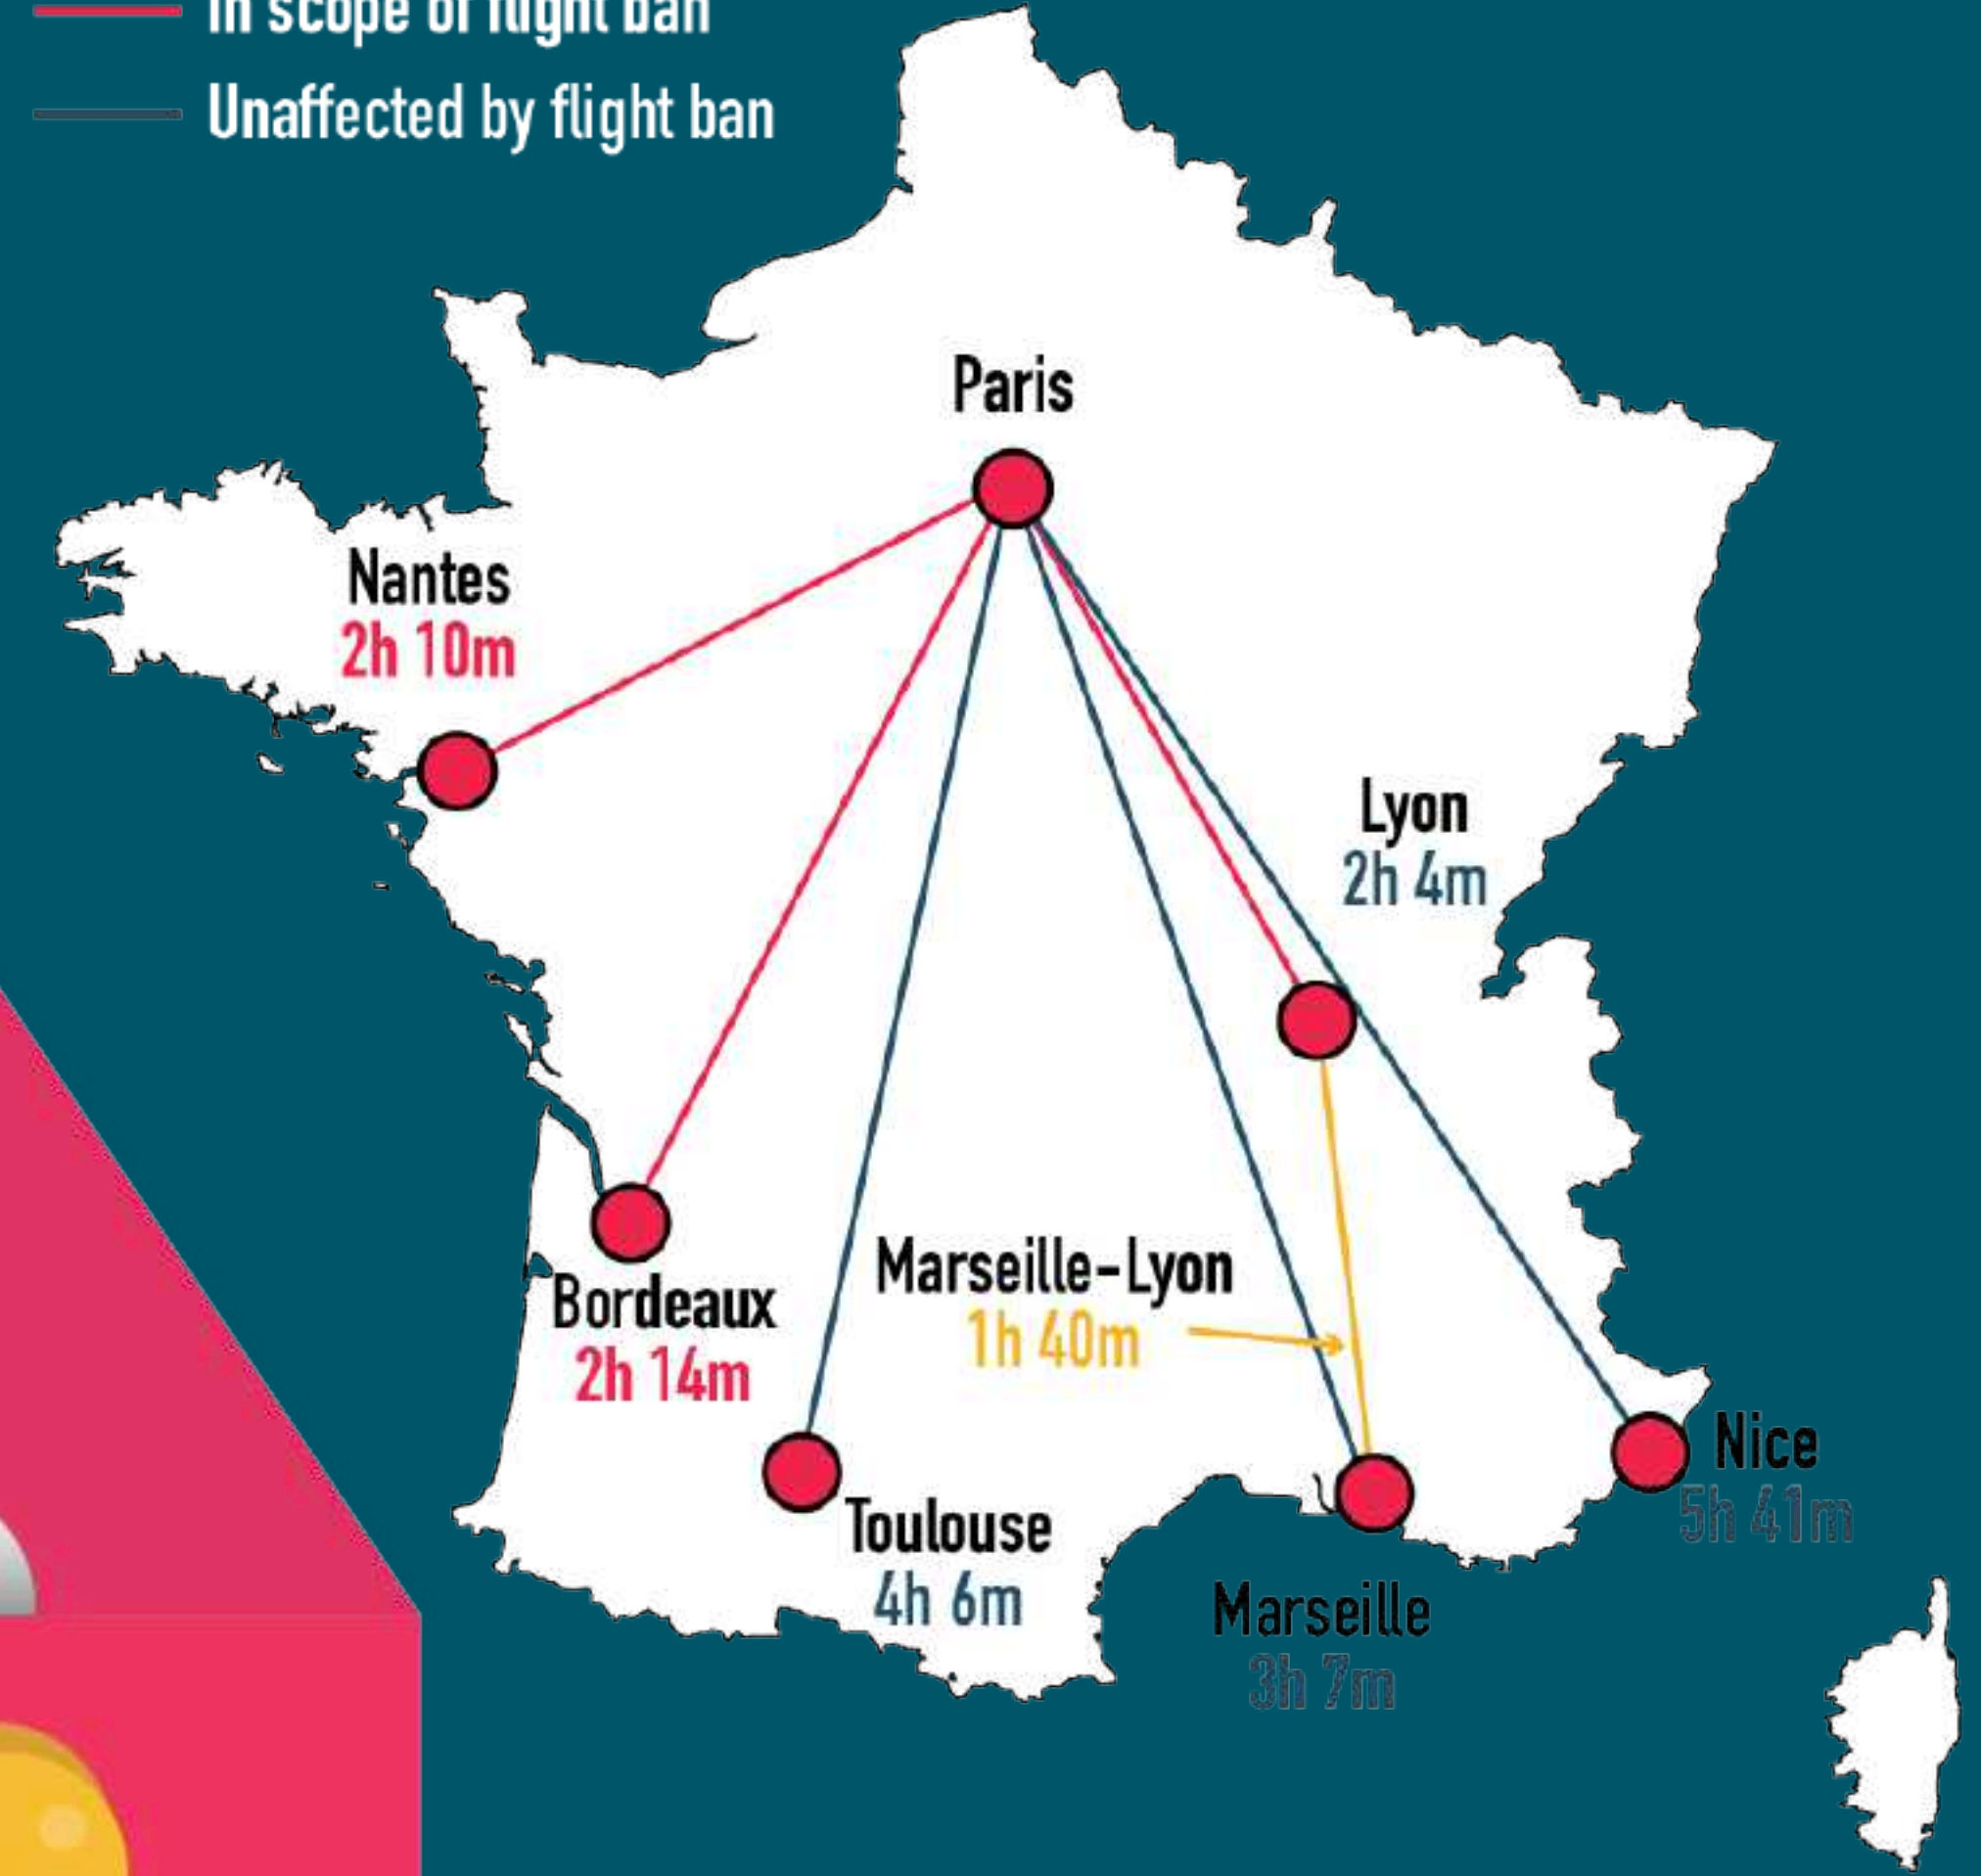 In scope of flight ban
Unaffected by flight ban
Paris
Nantes
2h 10m
Lyon
2h 4m
Marseille-Lyon
1h 40m
Bordeaux
2h 14m
Nice
5h 41m
Toulouse
4h 6m
Marseille
3h 7m